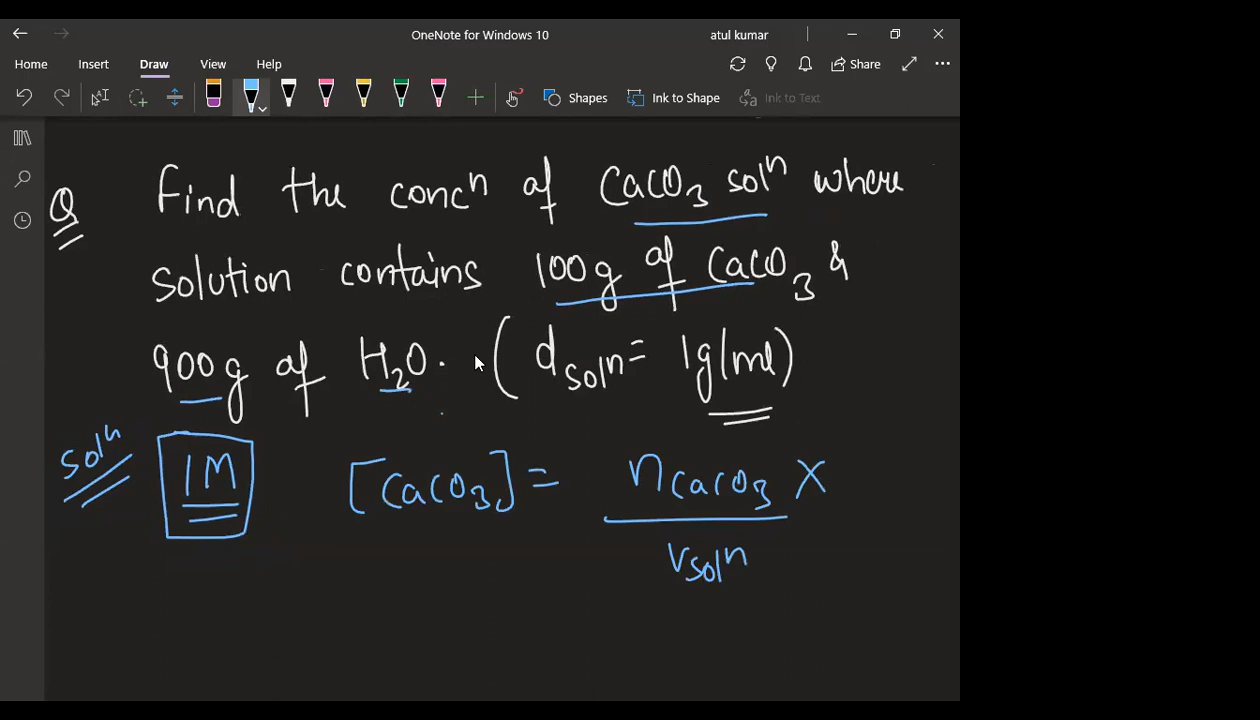 OneNote for Windows 10
atul kumar
Home Insert Draw View Help
Share
Shapes Ink to Shape Ink to Text
Q Find the concⁿ of CaCO₃ solⁿ where
solution contains 100g of CaCO₃ &
900g of H₂O. (d soln = 1g/ml)
Solⁿ 1M [CaCO₃] = nCaCO₃ X
Vsolⁿ